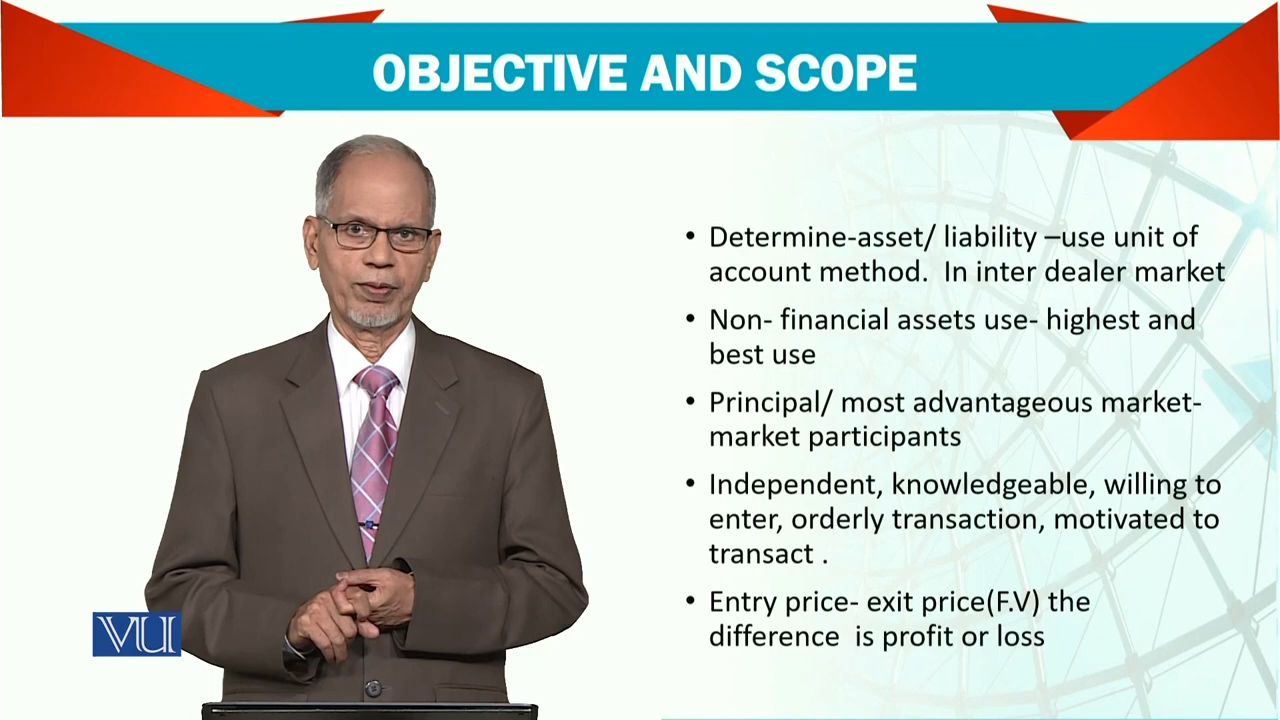 OBJECTIVE AND SCOPE
• Determine-asset/ liability –use unit of
account method.  In inter dealer market
• Non- financial assets use- highest and
best use
• Principal/ most advantageous market-
market participants
• Independent, knowledgeable, willing to
enter, orderly transaction, motivated to
transact .
• Entry price- exit price(F.V) the
difference  is profit or loss
VU